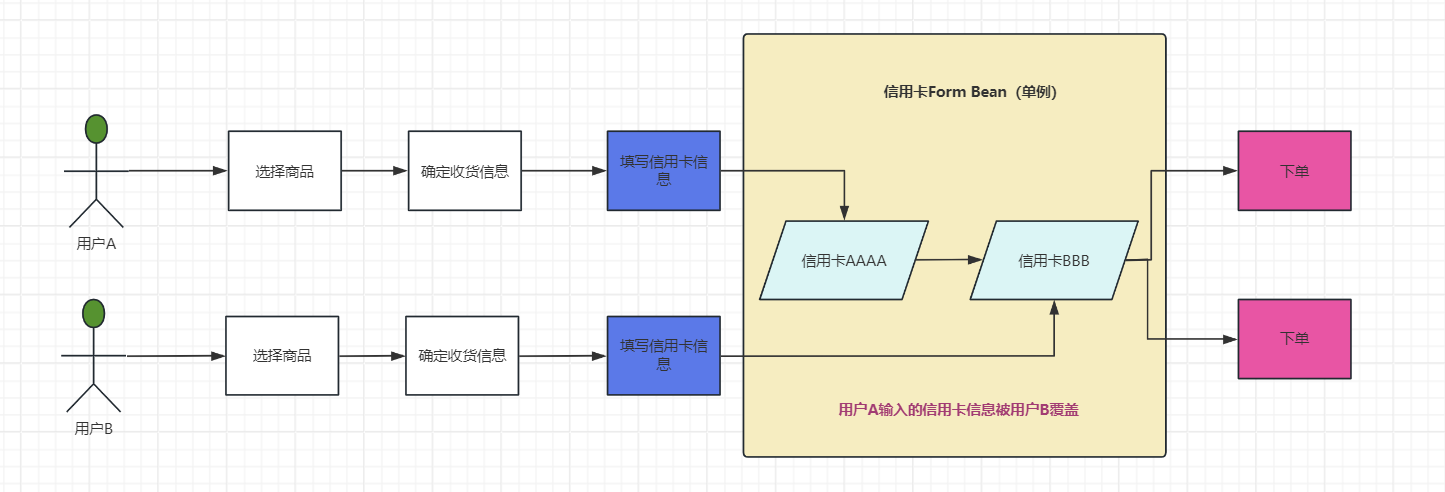 信用卡Form Bean（单例）
选择商品
确定收货信息
填写信用卡信
息
下单
用户A
信用卡AAAA
信用卡BBB
选择商品
确定收货信息
填写信用卡信
息
下单
用户A输入的信用卡信息被用户B覆盖
用户B